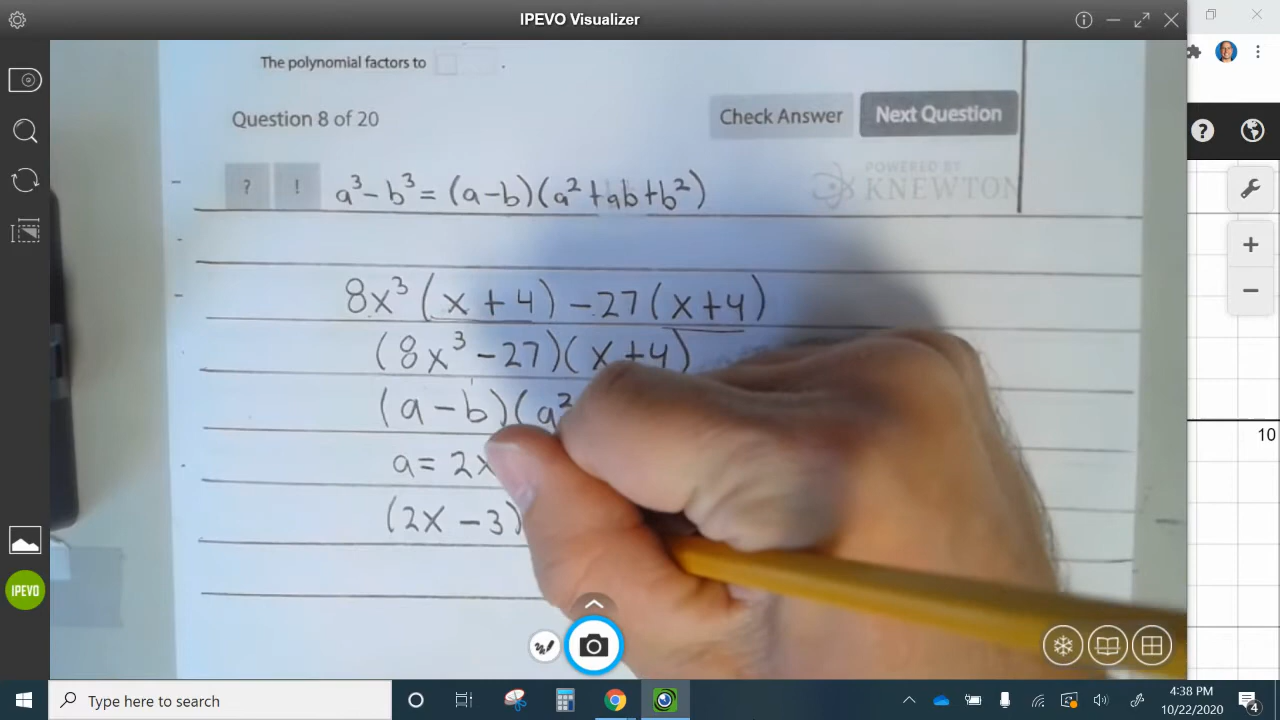 IPEVO Visualizer
The polynomial factors to .
Question 8 of 20
Check Answer
Next Question
? !
a³ - b³ = (a-b)(a² + ab + b²)
POWERED BY
KNEWTON
8x³ (x + 4) - 27 (x+4)
(8x³ - 27)(x + 4)
(a - b)(a²
a = 2x
(2x - 3)
10
IPEVO
Type here to search
4:38 PM
10/22/2020
4